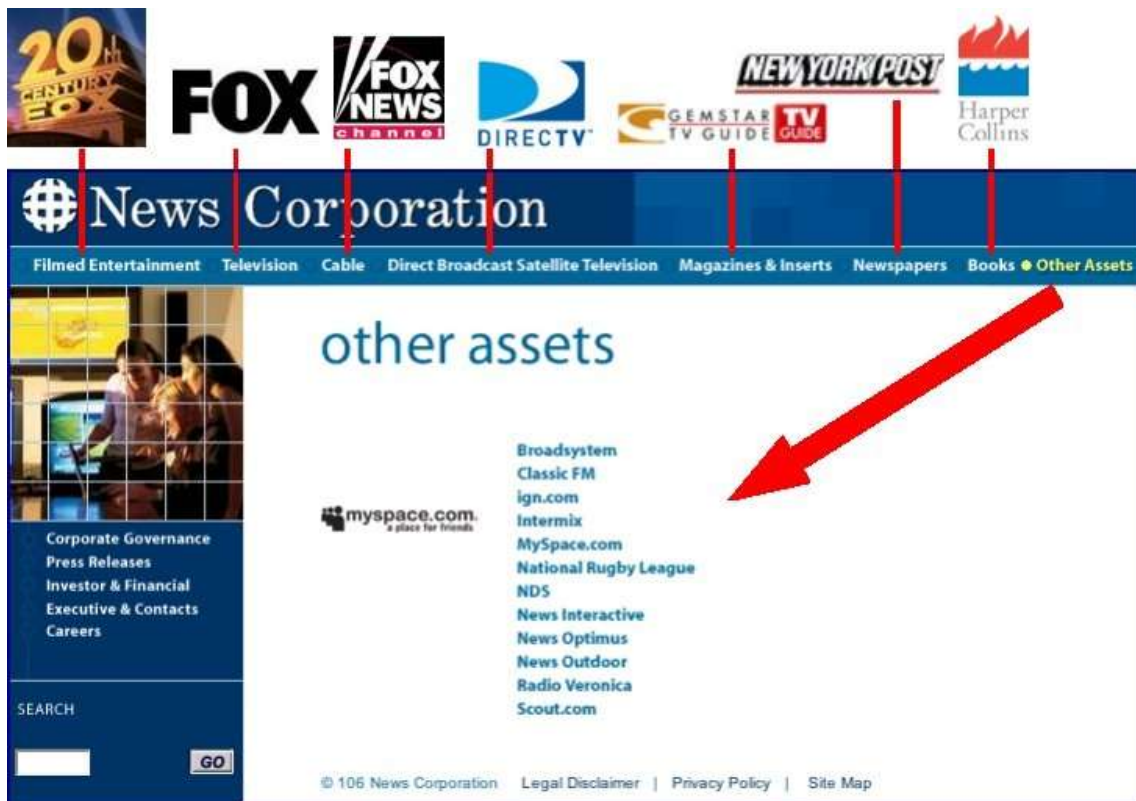 20th
CENTURY
FOX
FOX
FOX
NEWS
channel
DIRECTV
GEMSTAR
TV GUIDE
TV
GUIDE
NEW YORK POST
Harper
Collins
News Corporation
Filmed Entertainment Television Cable Direct Broadcast Satellite Television Magazines & Inserts Newspapers Books Other Assets
other assets
myspace.com.
a place for friends
Broadsystem
Classic FM
ign.com
Intermix
MySpace.com
National Rugby League
NDS
News Interactive
News Optimus
News Outdoor
Radio Veronica
Scout.com
Corporate Governance
Press Releases
Investor & Financial
Executive & Contacts
Careers
SEARCH
GO
© 106 News Corporation Legal Disclaimer | Privacy Policy | Site Map